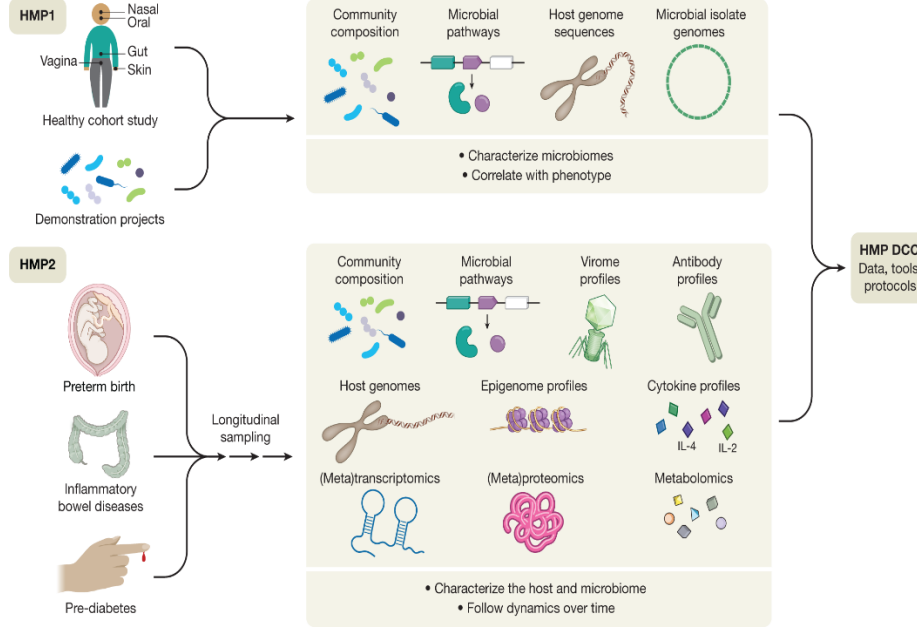 HMP1
Nasal
Oral
Gut
Vagina
Skin
Healthy cohort study
Demonstration projects
Community
composition
Microbial
pathways
Host genome
sequences
Microbial isolate
genomes
• Characterize microbiomes
• Correlate with phenotype
HMP2
Preterm birth
Inflammatory
bowel diseases
Pre-diabetes
Longitudinal
sampling
Community
composition
Microbial
pathways
Virome
profiles
Antibody
profiles
Host genomes
Epigenome profiles
Cytokine profiles
IL-4
IL-2
(Meta)transcriptomics
(Meta)proteomics
Metabolomics
• Characterize the host and microbiome
• Follow dynamics over time
HMP DCC
Data, tools
protocols